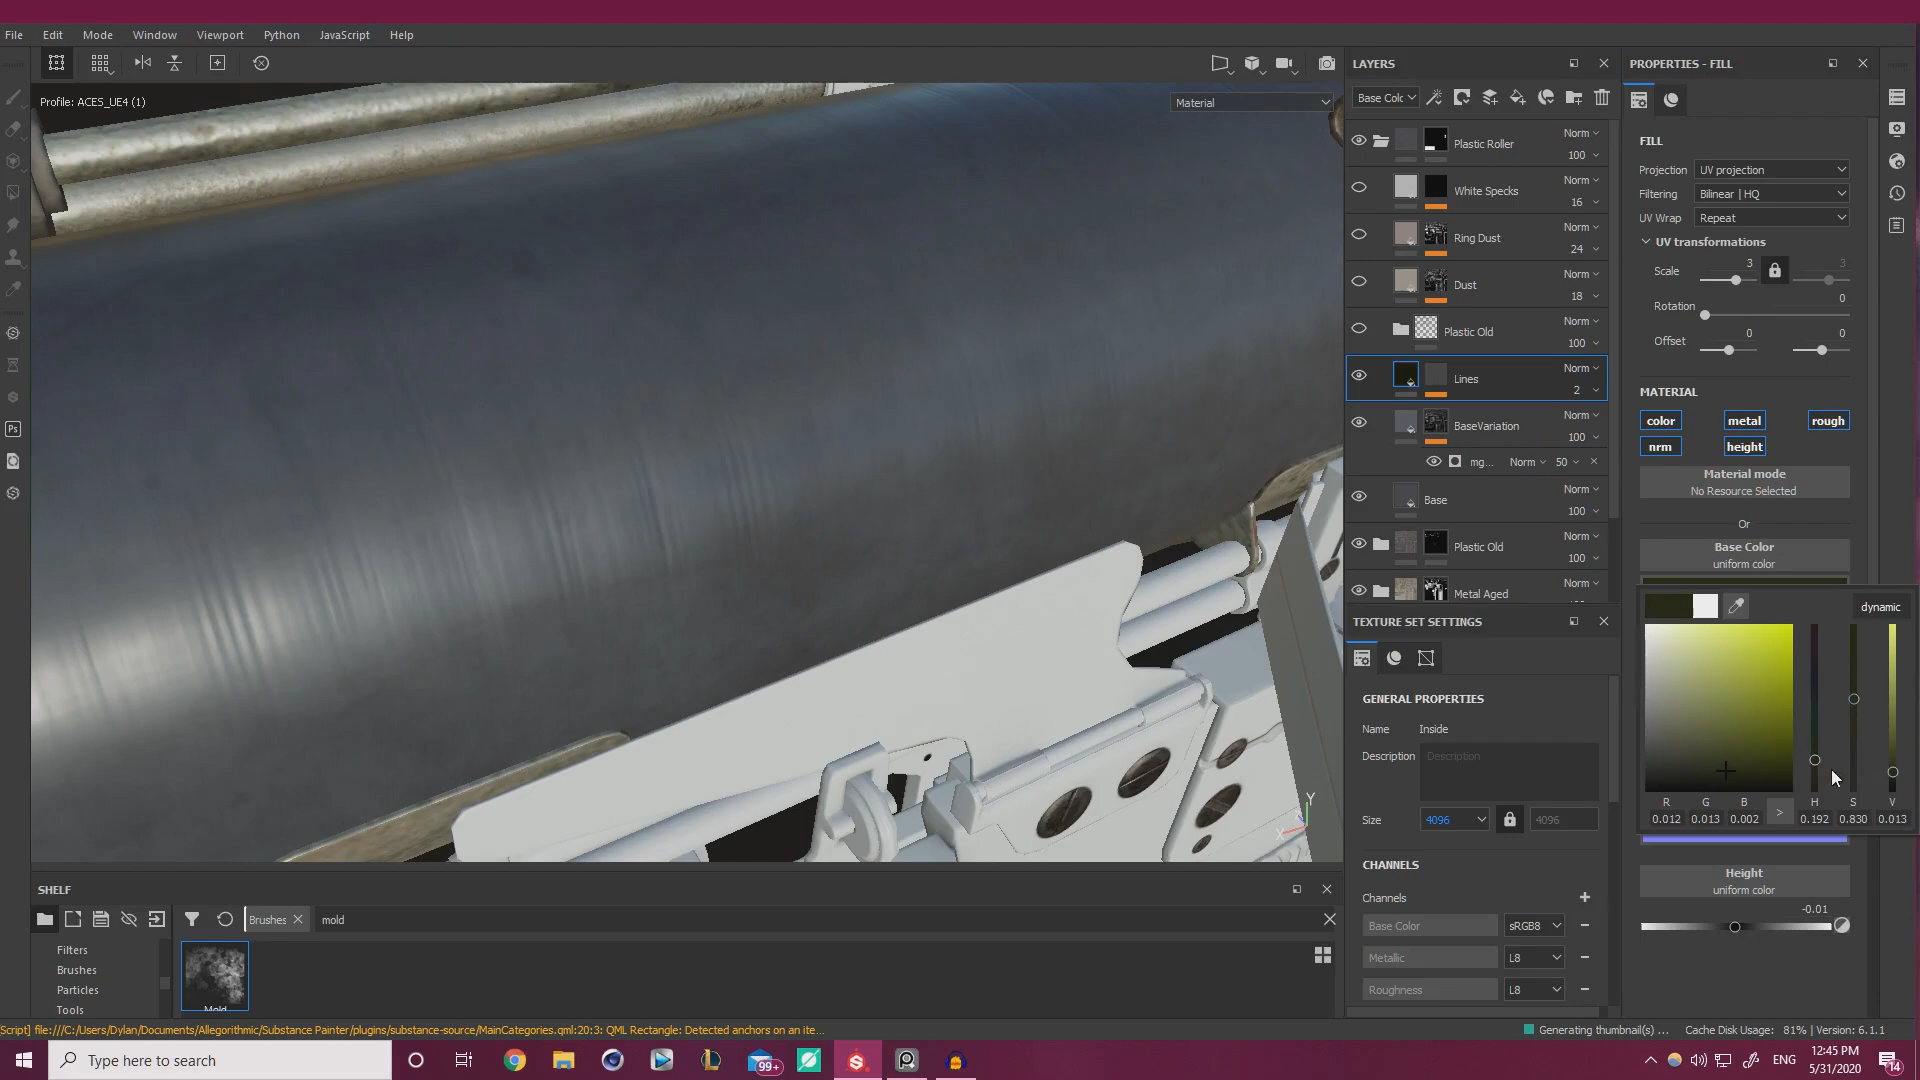 File Edit Mode Window Viewport Python JavaScript Help
Profile: ACES_UE4 (1)
Material
LAYERS
Base Colc
Plastic Roller Norm 100
White Specks Norm 16
Ring Dust Norm 24
Dust Norm 18
Plastic Old Norm 100
Lines Norm 2
BaseVariation Norm 100
mg... Norm 50
Base Norm 100
Plastic Old Norm 100
Metal Aged Norm
PROPERTIES - FILL
FILL
Projection UV projection
Filtering Bilinear | HQ
UV Wrap Repeat
UV transformations
Scale 3 3
Rotation 0
Offset 0 0
MATERIAL
color metal rough
nrm height
Material mode
No Resource Selected
Or
Base Color
uniform color
dynamic
R G B > H S V
0.012 0.013 0.002 0.192 0.830 0.013
Height
uniform color
-0.01
TEXTURE SET SETTINGS
GENERAL PROPERTIES
Name Inside
Description Description
Size 4096 4096
CHANNELS
Channels
Base Color sRGB8
Metallic L8
Roughness L8
Y
X
SHELF
Brushes mold
Filters
Brushes
Particles
Tools
Mold
Script] file:///C:/Users/Dylan/Documents/Allegorithmic/Substance Painter/plugins/substance-source/MainCategories.qml:20:3: QML Rectangle: Detected anchors on an ite...
Generating thumbnail(s) ... Cache Disk Usage: 81% | Version: 6.1.1
Type here to search
99+
ENG
12:45 PM
5/31/2020
14
Ps